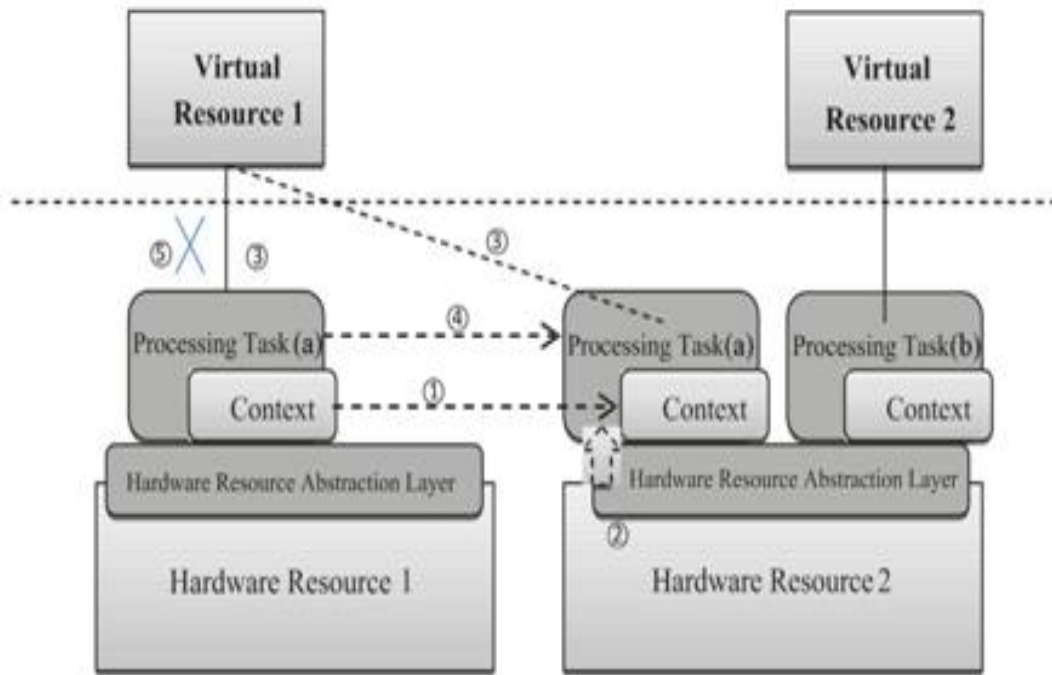 Virtual
Resource 1
Virtual
Resource 2
⑤
③
③
Processing Task(a)
④
Processing Task(a)
Processing Task(b)
Context
①
Context
Context
Hardware Resource Abstraction Layer
Hardware Resource Abstraction Layer
②
Hardware Resource 1
Hardware Resource 2